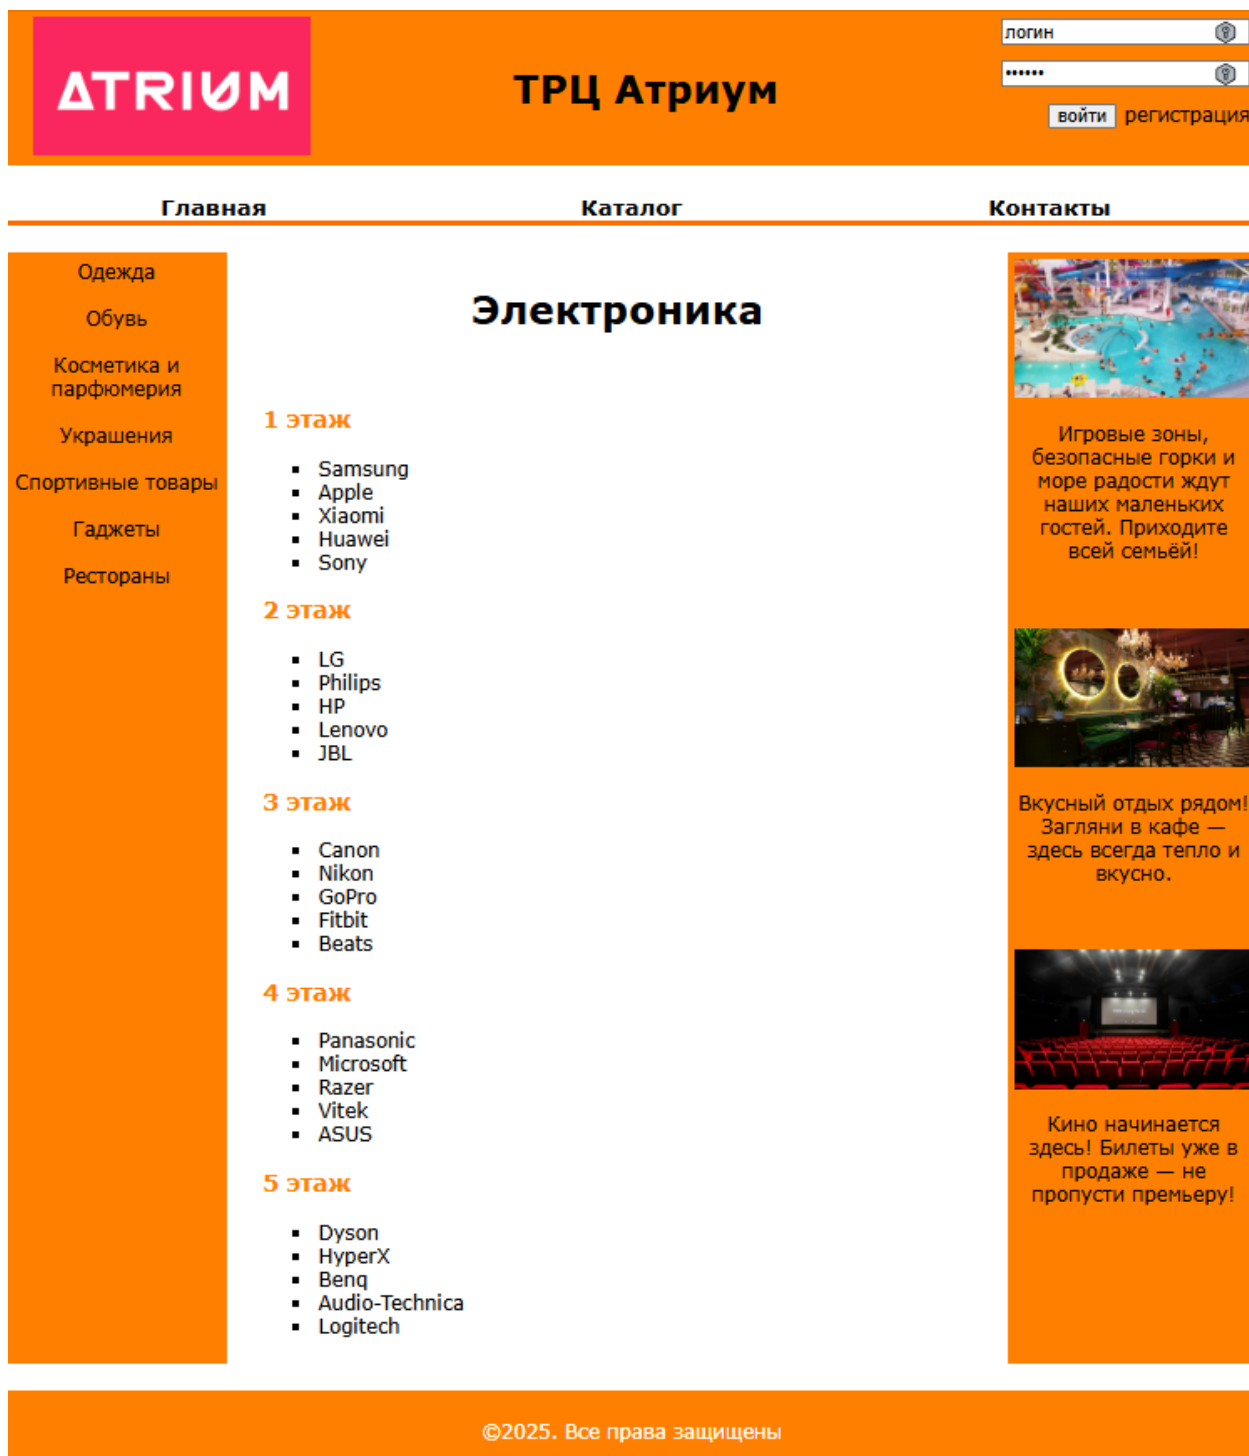 ATRIUM
ТРЦ Атриум
логин
••••••
войти регистрация
Главная Каталог Контакты
Одежда
Обувь
Косметика и
парфюмерия
Украшения
Спортивные товары
Гаджеты
Рестораны
Электроника
1 этаж
Samsung
Apple
Xiaomi
Huawei
Sony
2 этаж
LG
Philips
HP
Lenovo
JBL
3 этаж
Canon
Nikon
GoPro
Fitbit
Beats
4 этаж
Panasonic
Microsoft
Razer
Vitek
ASUS
5 этаж
Dyson
HyperX
Benq
Audio-Technica
Logitech
Игровые зоны,
безопасные горки и
море радости ждут
наших маленьких
гостей. Приходите
всей семьёй!
Вкусный отдых рядом!
Загляни в кафе —
здесь всегда тепло и
вкусно.
Кино начинается
здесь! Билеты уже в
продаже — не
пропусти премьеру!
©2025. Все права защищены